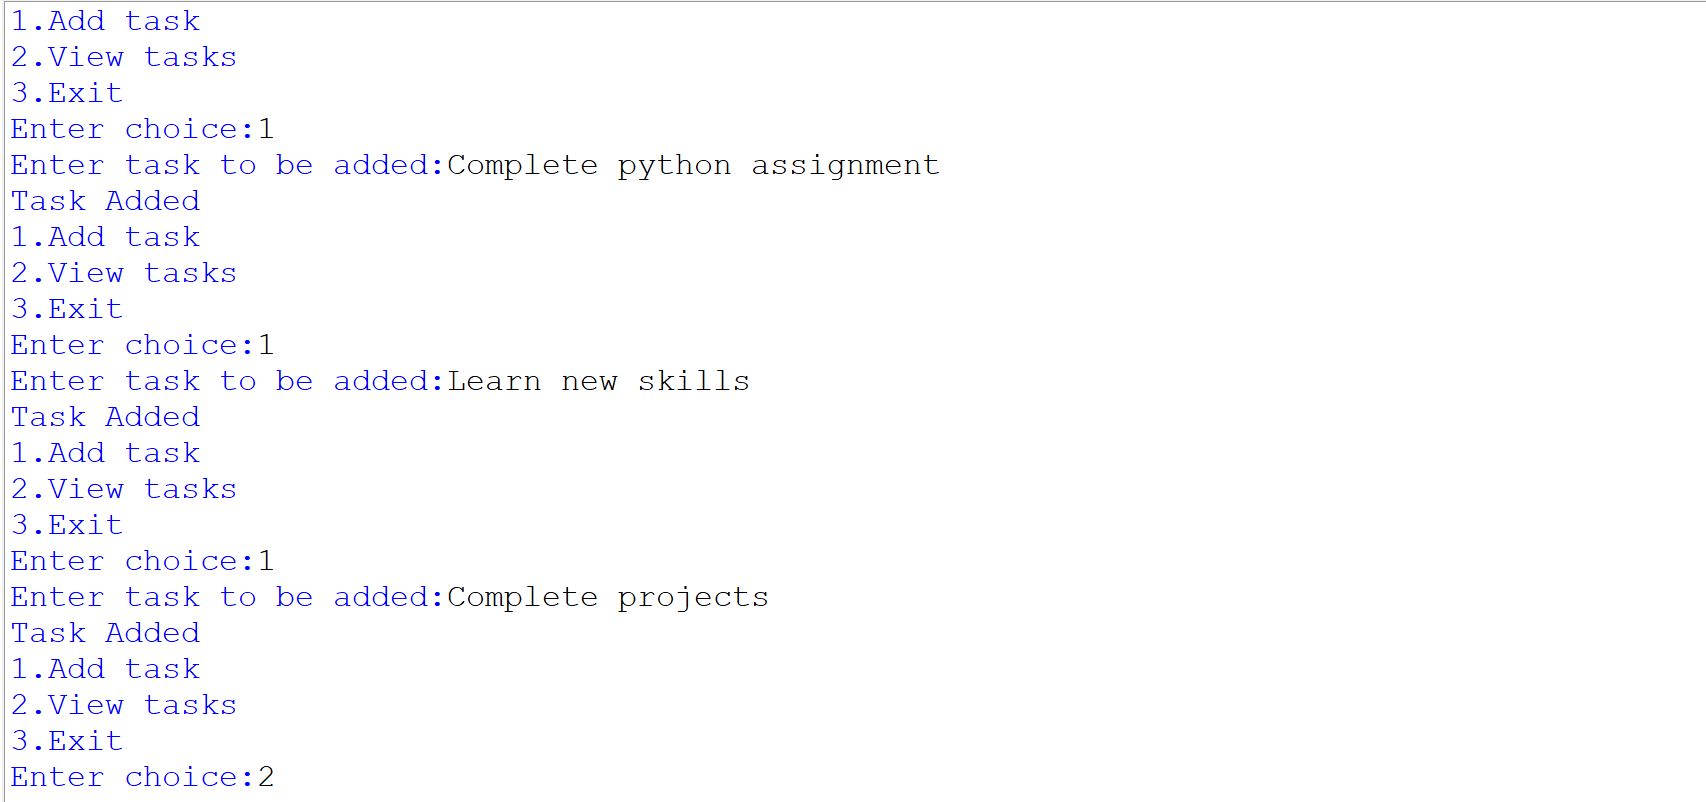 1.Add task
2.View tasks
3.Exit
Enter choice:1
Enter task to be added:Complete python assignment
Task Added
1.Add task
2.View tasks
3.Exit
Enter choice:1
Enter task to be added:Learn new skills
Task Added
1.Add task
2.View tasks
3.Exit
Enter choice:1
Enter task to be added:Complete projects
Task Added
1.Add task
2.View tasks
3.Exit
Enter choice:2